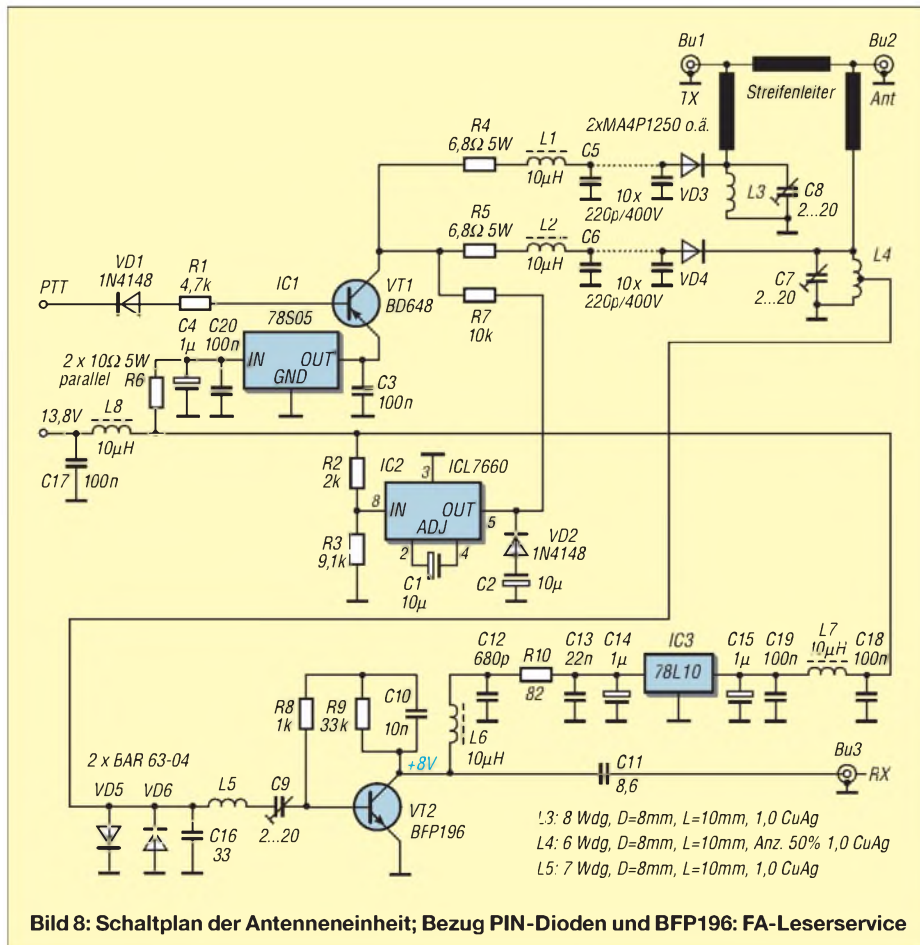 Bu1
Bu2
TX
Streifenleiter
Ant
2xMA4P1250 o.ä.
R4
6,8Ω 5W
L1
10µH
C5
10x
220p/400V
VD3
L3
C8
2...20
R5
6,8Ω 5W
L2
10µH
C6
10x
220p/400V
VD4
C7
2...20
L4
PTT
VD1
1N4148
R1
4,7k
IC1
78S05
IN
OUT
GND
VT1
BD648
R7
10k
C4
1µ
C20
100n
C3
100n
2 x 10Ω 5W
parallel
R6
13,8V
L8
10µH
C17
100n
R2
2k
R3
9,1k
IC2
ICL7660
3
8
IN
OUT
5
ADJ
2
4
C1
10µ
VD2
1N4148
C2
10µ
2 x BAR 63-04
VD5
VD6
C16
33
L5
C9
2...20
R8
1k
R9
33k
C10
10n
+8V
VT2
BFP196
L6
10µH
C12
680p
R10
82
C13
22n
C14
1µ
IC3
78L10
C15
1µ
C19
100n
L7
10µH
C18
100n
C11
8,6
Bu3
RX
L3: 8 Wdg, D=8mm, L=10mm, 1,0 CuAg
L4: 6 Wdg, D=8mm, L=10mm, Anz. 50% 1,0 CuAg
L5: 7 Wdg, D=8mm, L=10mm, 1,0 CuAg
Bild 8: Schaltplan der Antenneneinheit; Bezug PIN-Dioden und BFP196: FA-Leserservice